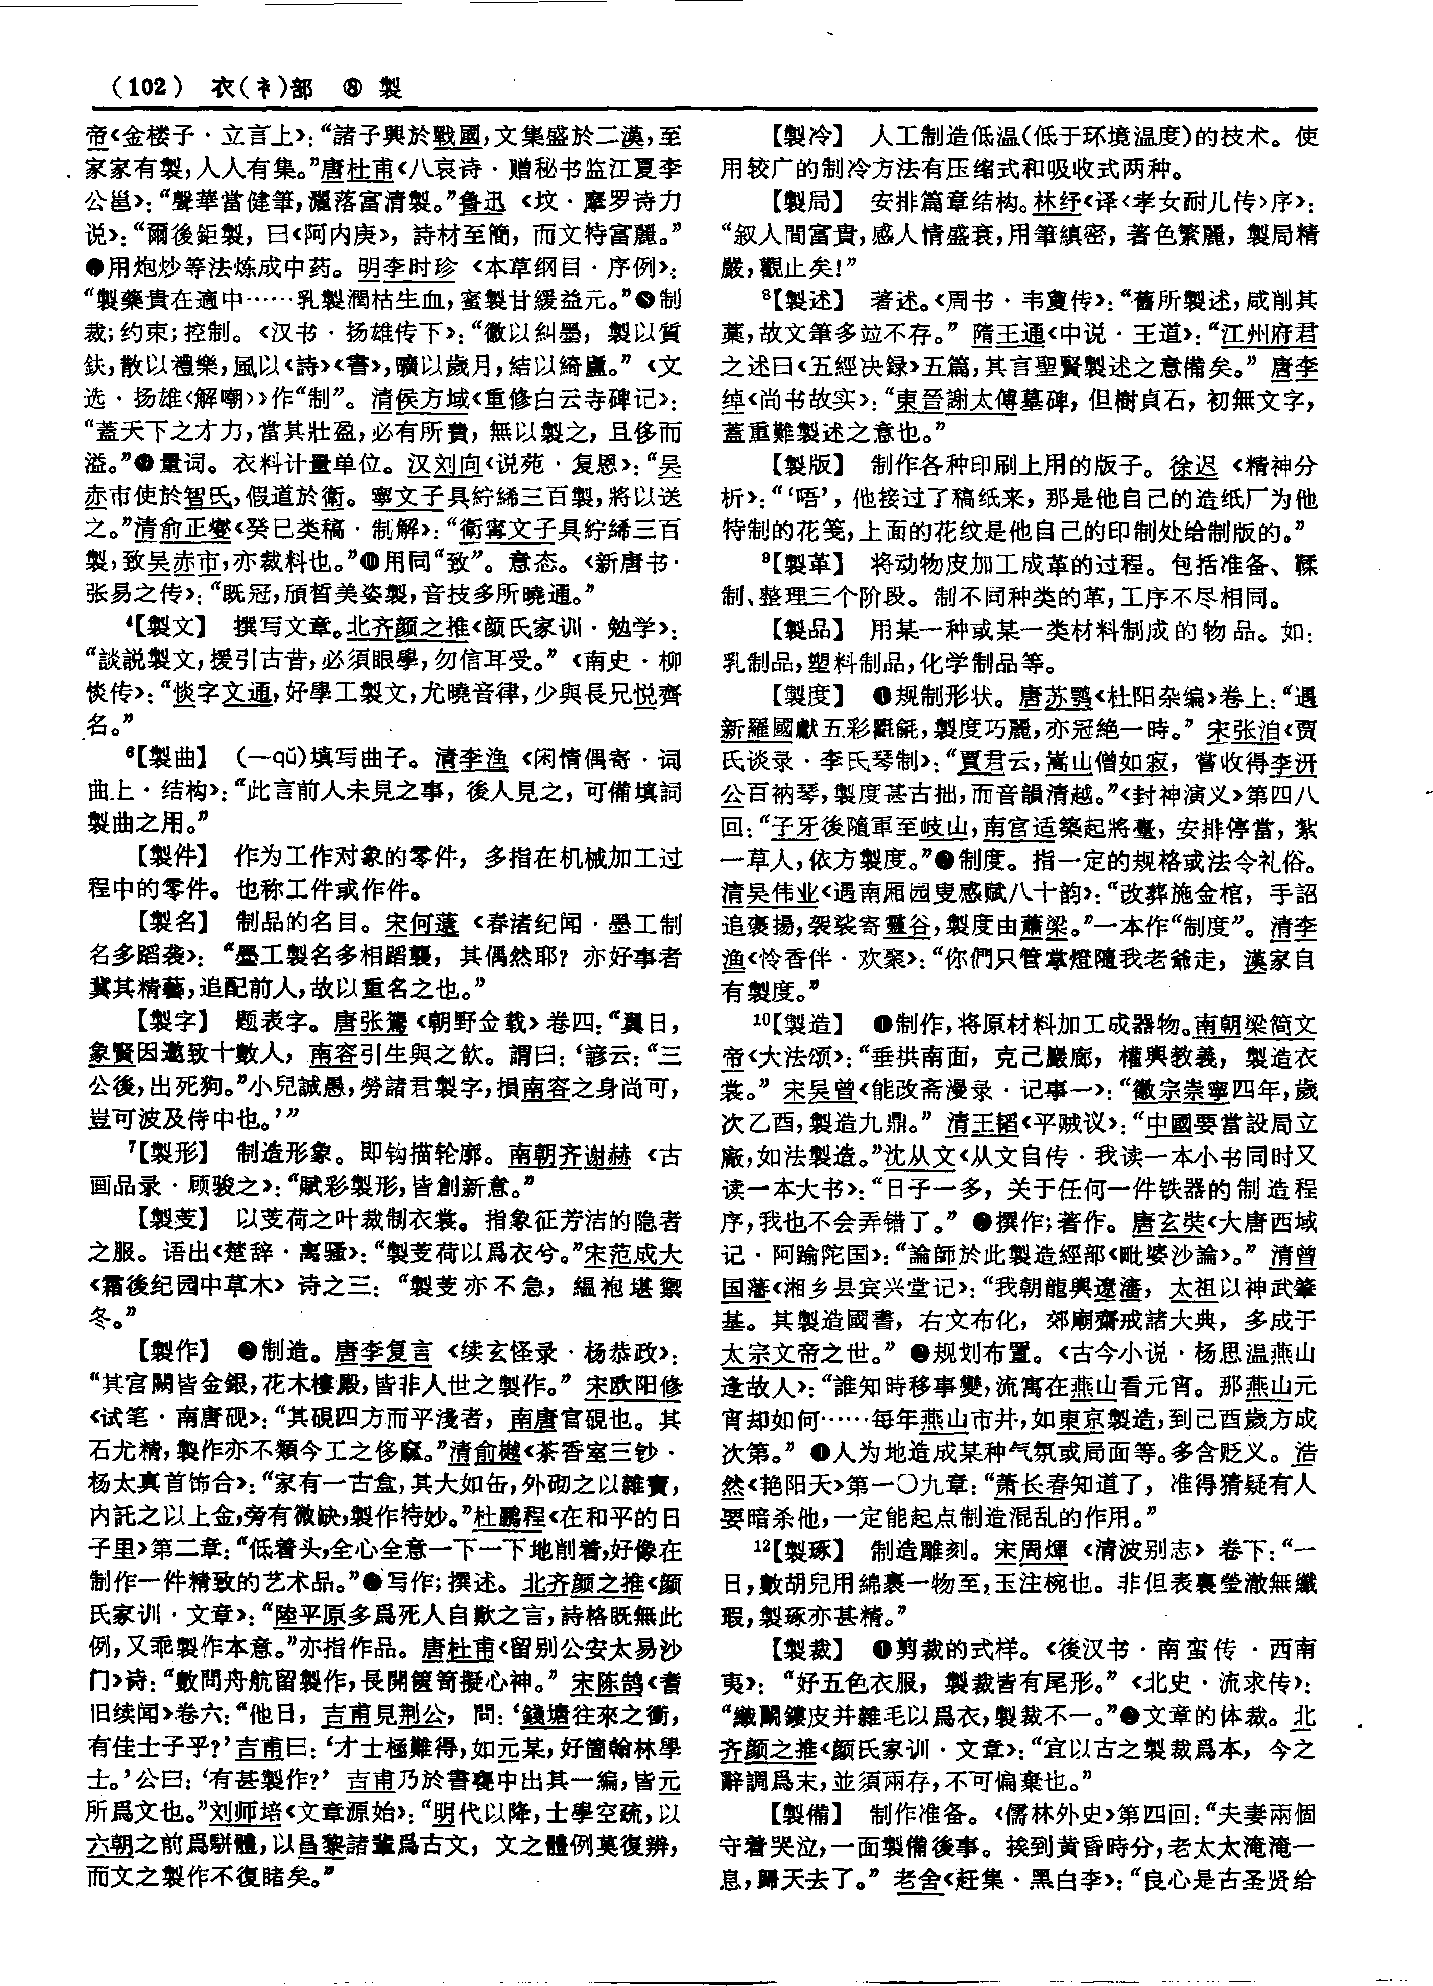 (102) 衣(衤)部 ⑧ 製
帝<金楼子·立言上>:“諸子興於戰國,文集盛於二漢,至
家家有製,人人有集。”唐杜甫<八哀诗·赠秘书监江夏李
公邕>:“聲華當健筆,灑落富清製。”鲁迅<坟·摩罗诗力
说>:“爾後鉅製,曰<阿内庚>,詩材至簡,而文特富麗。”
用炮炒等法炼成中药。明李时珍<本草纲目·序例>:
“製藥貴在適中……乳製潤枯生血,蜜製甘緩益元。”制
裁;约束;控制。<汉书·扬雄传下>:“徽以糾墨,製以質
鈇,散以禮樂,風以<詩><書>,曠以歲月,結以綺廬。”<文
选·扬雄<解嘲>>作“制”。清侯方域<重修白云寺碑记>:
“蓋天下之才力,當其壯盈,必有所費,無以製之,且侈而
溢。”量词。衣料计量单位。汉刘向<说苑·复恩>:“吴
赤市使於智氏,假道於衛。寧文子具紵絺三百製,將以送
之。”清俞正燮<癸巳类稿·制解>:“衛寧文子具紵絺三百
製,致吴赤市,亦裁料也。”用同“致”。意态。<新唐书·
张易之传>:“既冠,頎皙美姿製,音技多所曉通。”
⁴【製文】 撰写文章。北齐颜之推<颜氏家训·勉学>:
“談説製文,援引古昔,必須眼學,勿信耳受。”<南史·柳
惔传>:“惔字文通,好學工製文,尤曉音律,少與長兄悦齊
名。”
⁶【製曲】 (—qǔ)填写曲子。清李渔<闲情偶寄·词
曲上·结构>:“此言前人未見之事,後人見之,可備填詞
製曲之用。”
【製件】 作为工作对象的零件,多指在机械加工过
程中的零件。也称工件或作件。
【製名】 制品的名目。宋何薳<春渚纪闻·墨工制
名多蹈袭>:“墨工製名多相蹈襲,其偶然耶?亦好事者
冀其精藝,追配前人,故以重名之也。”
【製字】 题表字。唐张鷟<朝野佥载>卷四:“翼日,
象賢因邀致十數人,南容引生與之飲。謂曰:‘諺云:“三
公後,出死狗。”小兒誠愚,勞諸君製字,損南容之身尚可,
豈可波及侍中也。’”
⁷【製形】 制造形象。即钩描轮廓。南朝齐谢赫<古
画品录·顾骏之>:“賦彩製形,皆創新意。”
【製芰】 以芰荷之叶裁制衣裳。指象征芳洁的隐者
之服。语出<楚辞·离骚>:“製芰荷以爲衣兮。”宋范成大
<霜後纪园中草木>诗之三:“製芰亦不急,緼袍堪禦
冬。”
【製作】 制造。唐李复言<续玄怪录·杨恭政>:
“其宫闕皆金銀,花木樓殿,皆非人世之製作。”宋欧阳修
<试笔·南唐砚>:“其硯四方而平淺者,南唐官硯也。其
石尤精,製作亦不類今工之侈窳。”清俞樾<茶香室三钞·
杨太真首饰合>:“家有一古盒,其大如缶,外砌之以雜寶,
内託之以上金,旁有微缺,製作特妙。”杜鹏程<在和平的日
子里>第二章:“低着头,全心全意一下一下地削着,好像在
制作一件精致的艺术品。”写作;撰述。北齐颜之推<颜
氏家训·文章>:“陸平原多爲死人自歎之言,詩格既無此
例,又乖製作本意。”亦指作品。唐杜甫<留别公安太易沙
门>诗:“數問舟航留製作,長開篋笥擬心神。”宋陈鹄<耆
旧续闻>卷六:“他日,吉甫見荆公,問:‘錢塘往來之衝,
有佳士子乎?’吉甫曰:‘才士極難得,如元某,好箇翰林學
士。’公曰:‘有甚製作?’吉甫乃於書襄中出其一編,皆元
所爲文也。”刘师培<文章源始>:“明代以降,士學空疏,以
六朝之前爲駢體,以昌黎諸輩爲古文,文之體例莫復辨,
而文之製作不復睹矣。”
【製冷】 人工制造低温(低于环境温度)的技术。使
用较广的制冷方法有压缩式和吸收式两种。
【製局】 安排篇章结构。林纾<译<孝女耐儿传>序>:
“叙人間富貴,感人情盛衰,用筆縝密,著色繁麗,製局精
嚴,觀止矣!”
⁸【製述】 著述。<周书·韦夐传>:“舊所製述,咸削其
藁,故文筆多竝不存。”隋王通<中说·王道>:“江州府君
之述曰<五經决録>五篇,其言聖賢製述之意備矣。”唐李
绰<尚书故实>:“東晉謝太傅墓碑,但樹貞石,初無文字,
蓋重難製述之意也。”
【製版】 制作各种印刷上用的版子。徐迟<精神分
析>:“‘唔’,他接过了稿纸来,那是他自己的造纸厂为他
特制的花笺,上面的花纹是他自己的印制处给制版的。”
⁹【製革】 将动物皮加工成革的过程。包括准备、鞣
制、整理三个阶段。制不同种类的革,工序不尽相同。
【製品】 用某一种或某一类材料制成的物品。如:
乳制品,塑料制品,化学制品等。
【製度】 ❶规制形状。唐苏鹗<杜阳杂编>卷上:“遇
新羅國獻五彩氍毹,製度巧麗,亦冠絶一時。”宋张洎<贾
氏谈录·李氏琴制>:“賈君云,嵩山僧如寂,嘗收得李汧
公百衲琴,製度甚古拙,而音韻清越。”<封神演义>第四八
回:“子牙後隨軍至岐山,南宫适築起將臺,安排停當,紮
一草人,依方製度。”❷制度。指一定的规格或法令礼俗。
清吴伟业<遇南厢园叟感赋八十韵>:“改葬施金棺,手詔
追褒揚,袈裟寄靈谷,製度由蕭梁。”一本作“制度”。清李
渔<怜香伴·欢聚>:“你們只管掌燈隨我老爺走,漢家自
有製度。”
¹⁰【製造】 ❶制作,将原材料加工成器物。南朝梁简文
帝<大法颂>:“垂拱南面,克己巖廊,權輿教義,製造衣
裳。”宋吴曾<能改斋漫录·记事一>:“徽宗崇寧四年,歲
次乙酉,製造九鼎。”清王韬<平贼议>:“中國要當設局立
廠,如法製造。”沈从文<从文自传·我读一本小书同时又
读一本大书>:“日子一多,关于任何一件铁器的制造程
序,我也不会弄错了。”❷撰作;著作。唐玄奘<大唐西域
记·阿踰陀国>:“論師於此製造經部<毗婆沙論>。”清曾
国藩<湘乡县宾兴堂记>:“我朝龍興遼瀋,太祖以神武肇
基。其製造國書,右文布化,郊廟齋戒諸大典,多成于
太宗文帝之世。”❸规划布置。<古今小说·杨思温燕山
逢故人>:“誰知時移事變,流寓在燕山看元宵。那燕山元
宵却如何……每年燕山市井,如東京製造,到己酉歲方成
次第。”❹人为地造成某种气氛或局面等。多含贬义。浩
然<艳阳天>第一〇九章:“萧长春知道了,准得猜疑有人
要暗杀他,一定能起点制造混乱的作用。”
¹²【製琢】 制造雕刻。宋周煇<清波别志>卷下:“一
日,數胡兒用綿裹一物至,玉注椀也。非但表裏瑩澈無纖
瑕,製琢亦甚精。”
【製裁】 ❶剪裁的式样。<後汉书·南蛮传·西南
夷>:“好五色衣服,製裁皆有尾形。”<北史·流求传>:
“織鬭鏤皮并雜毛以爲衣,製裁不一。”❷文章的体裁。北
齐颜之推<颜氏家训·文章>:“宜以古之製裁爲本,今之
辭調爲末,並須兩存,不可偏棄也。”
【製備】 制作准备。<儒林外史>第四回:“夫妻兩個
守着哭泣,一面製備後事。挨到黄昏時分,老太太淹淹一
息,歸天去了。”老舍<赶集·黑白李>:“良心是古圣贤给